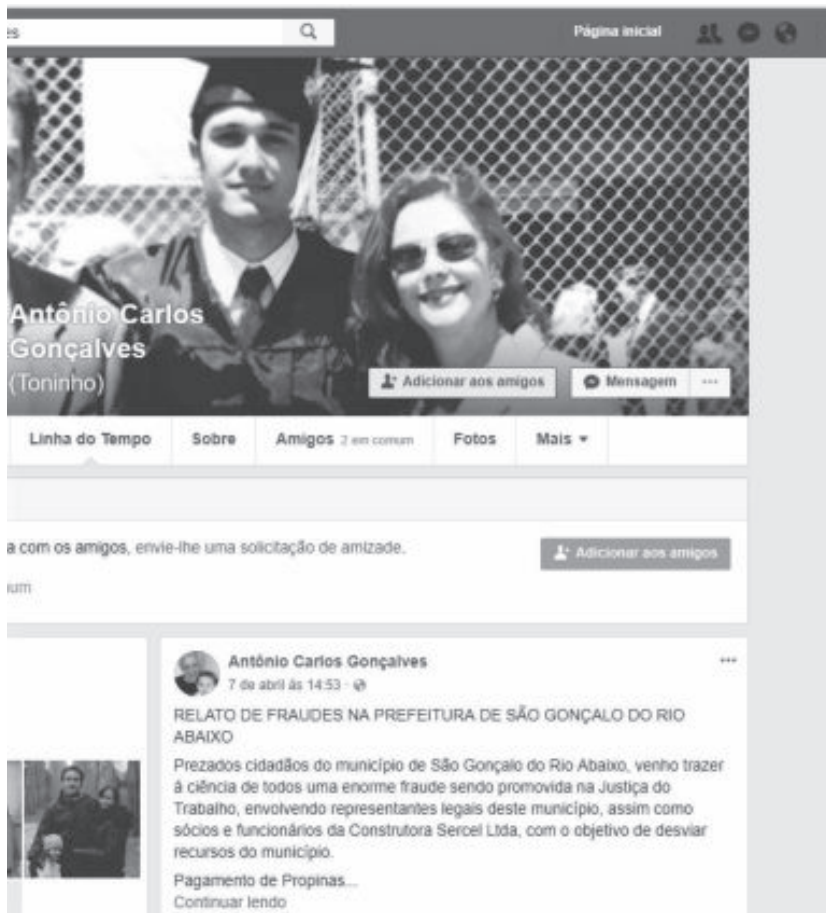 es
Página inicial
Antônio Carlos
Gonçalves
(Toninho)
Adicionar aos amigos
Mensagem
Linha do Tempo
Sobre
Amigos 2 em comum
Fotos
Mais
a com os amigos, envie-lhe uma solicitação de amizade.
Adicionar aos amigos
um
Antônio Carlos Gonçalves
7 de abril às 14:53
RELATO DE FRAUDES NA PREFEITURA DE SÃO GONÇALO DO RIO
ABAIXO
Prezados cidadãos do município de São Gonçalo do Rio Abaixo, venho trazer
à ciência de todos uma enorme fraude sendo promovida na Justiça do
Trabalho, envolvendo representantes legais deste município, assim como
sócios e funcionários da Construtora Sercel Ltda, com o objetivo de desviar
recursos do município.
Pagamento de Propinas...
Continuar lendo